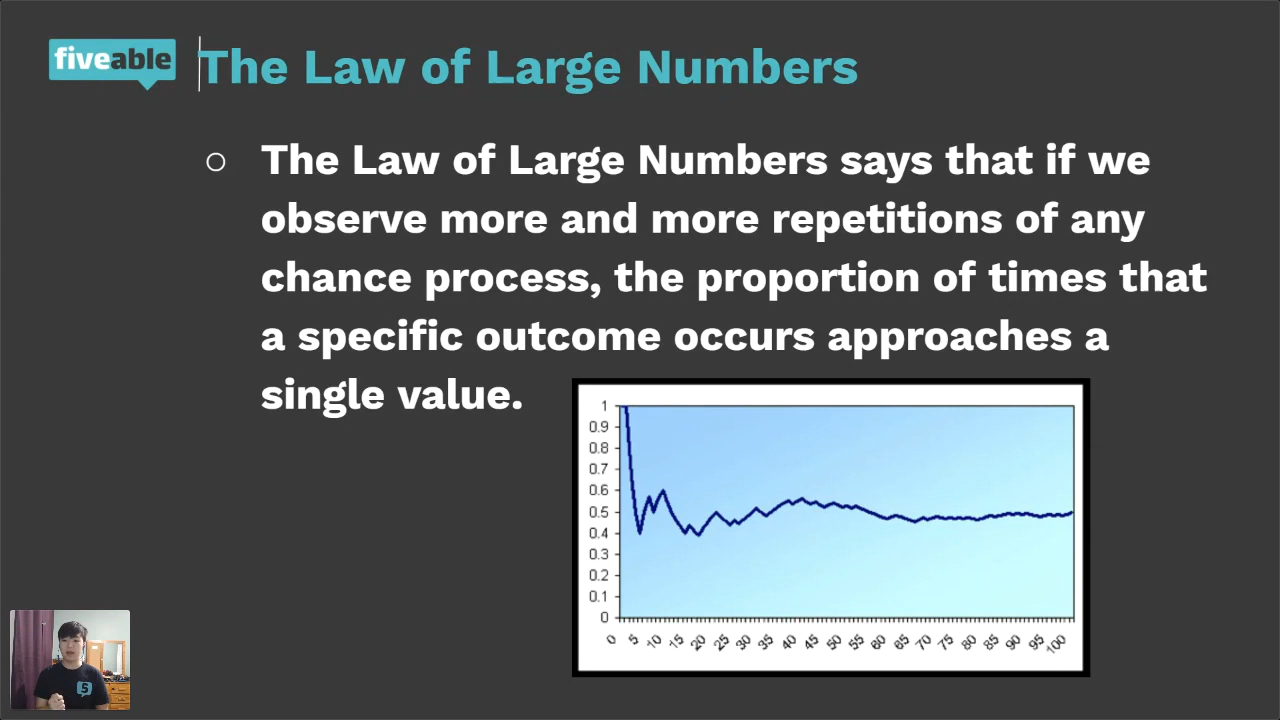 fiveable
The Law of Large Numbers
The Law of Large Numbers says that if we
observe more and more repetitions of any
chance process, the proportion of times that
a specific outcome occurs approaches a
single value.
1
0.9
0.8
0.7
0.6
0.5
0.4
0.3
0.2
0.1
0
0 5 10 15 20 25 30 35 40 45 50 55 60 65 70 75 80 85 90 95 100
5